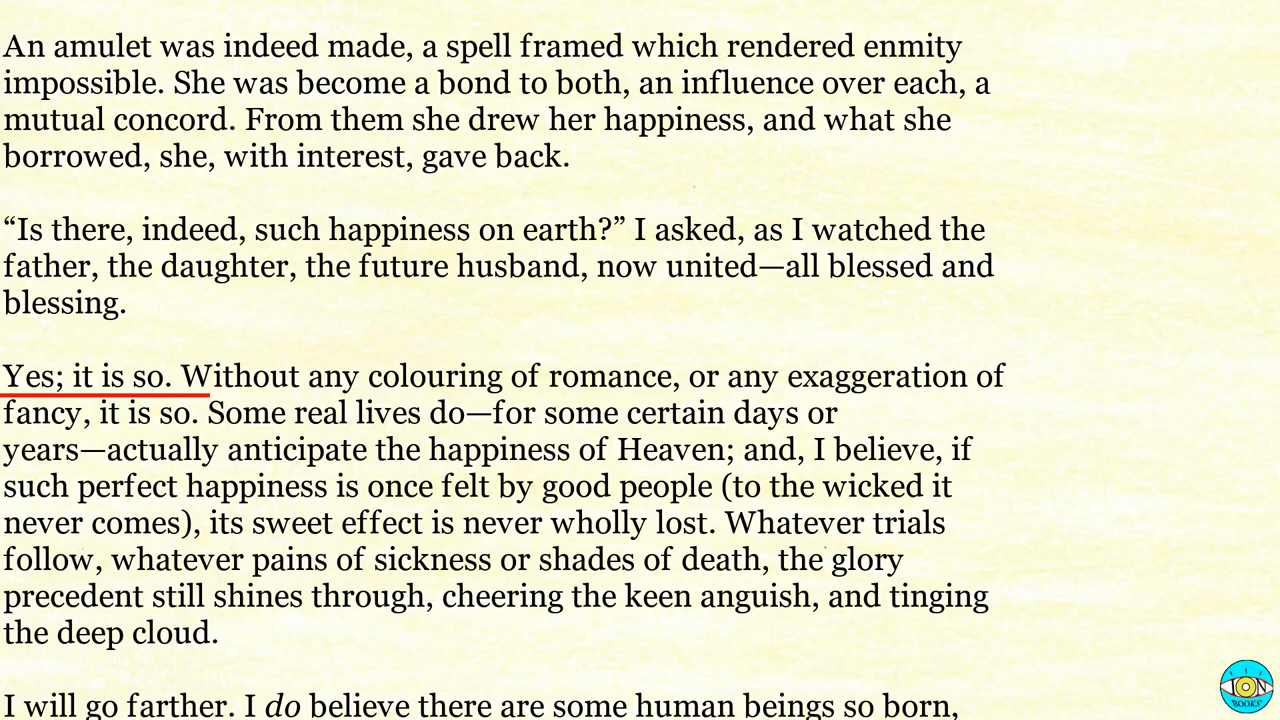 An amulet was indeed made, a spell framed which rendered enmity
impossible. She was become a bond to both, an influence over each, a
mutual concord. From them she drew her happiness, and what she
borrowed, she, with interest, gave back.
“Is there, indeed, such happiness on earth?” I asked, as I watched the
father, the daughter, the future husband, now united—all blessed and
blessing.
Yes; it is so. Without any colouring of romance, or any exaggeration of
fancy, it is so. Some real lives do—for some certain days or
years—actually anticipate the happiness of Heaven; and, I believe, if
such perfect happiness is once felt by good people (to the wicked it
never comes), its sweet effect is never wholly lost. Whatever trials
follow, whatever pains of sickness or shades of death, the glory
precedent still shines through, cheering the keen anguish, and tinging
the deep cloud.
I will go farther. I do believe there are some human beings so born,
ION
BOOKS